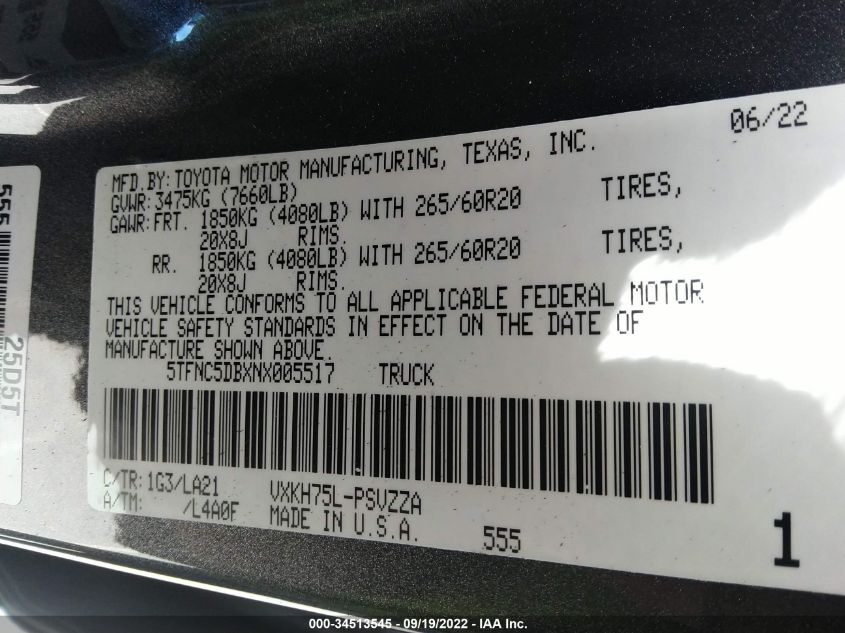 06/22
MFD.BY:TOYOTA MOTOR MANUFACTURING, TEXAS, INC.
GVWR:3475KG (7660LB)
GAWR:FRT. 1850KG (4080LB) WITH 265/60R20 TIRES,
20X8J RIMS.
RR. 1850KG (4080LB) WITH 265/60R20 TIRES,
20X8J RIMS.
THIS VEHICLE CONFORMS TO ALL APPLICABLE FEDERAL MOTOR
VEHICLE SAFETY STANDARDS IN EFFECT ON THE DATE OF
MANUFACTURE SHOWN ABOVE.
5TFNC5DBXNX005517 TRUCK
C/TR:1G3/LA21 VXKH75L-PSVZZA
A/TM: /L4A0F MADE IN U.S.A. 555
1
555
25D5T
000-34513545 - 09/19/2022 - IAA Inc.